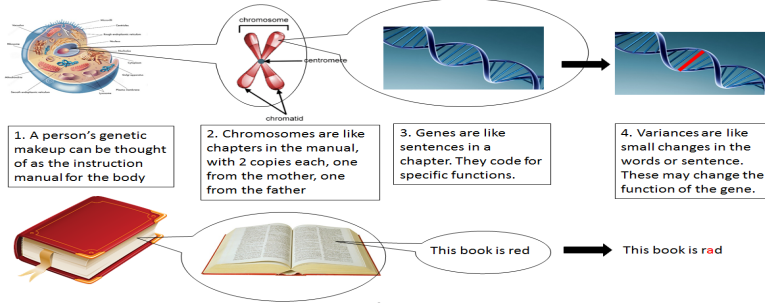 chromosome
centromere
chromatid
1. A person's genetic
makeup can be thought
of as the instruction
manual for the body
2. Chromosomes are like
chapters in the manual,
with 2 copies each, one
from the mother, one
from the father
3. Genes are like
sentences in a
chapter. They code for
specific functions.
4. Variances are like
small changes in the
words or sentence.
These may change the
function of the gene.
This book is red
This book is rad